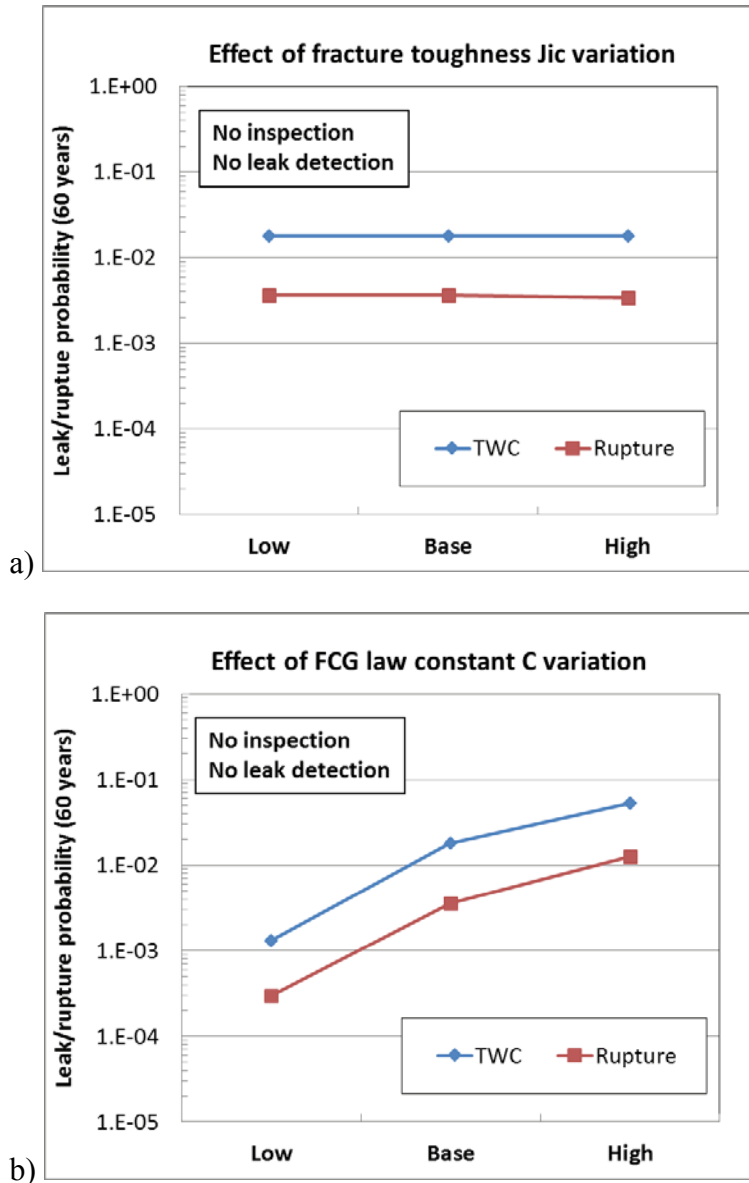 Effect of fracture toughness Jic variation
No inspection
No leak detection
Leak/ruptue probability (60 years)
1.E+00
1.E-01
1.E-02
1.E-03
1.E-04
1.E-05
TWC Rupture
Low Base High
a)
Effect of FCG law constant C variation
No inspection
No leak detection
Leak/rupture probability (60 years)
1.E+00
1.E-01
1.E-02
1.E-03
1.E-04
1.E-05
TWC Rupture
Low Base High
b)